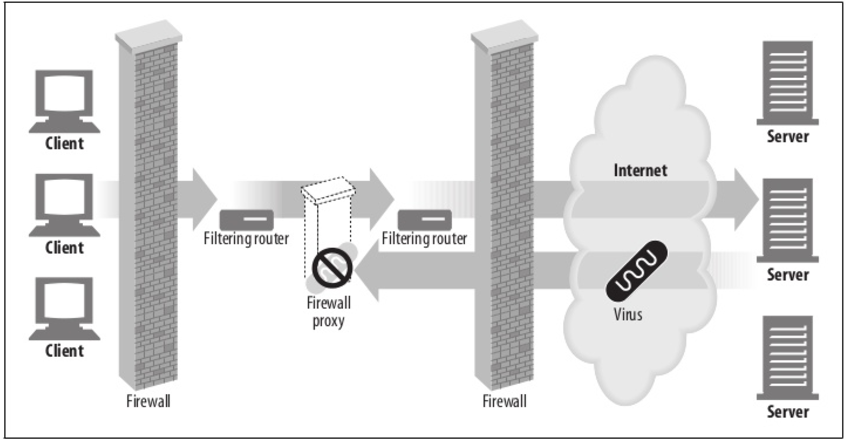 Client
Client
Client
Firewall
Filtering router
Firewall
proxy
Filtering router
Firewall
Internet
Virus
Server
Server
Server